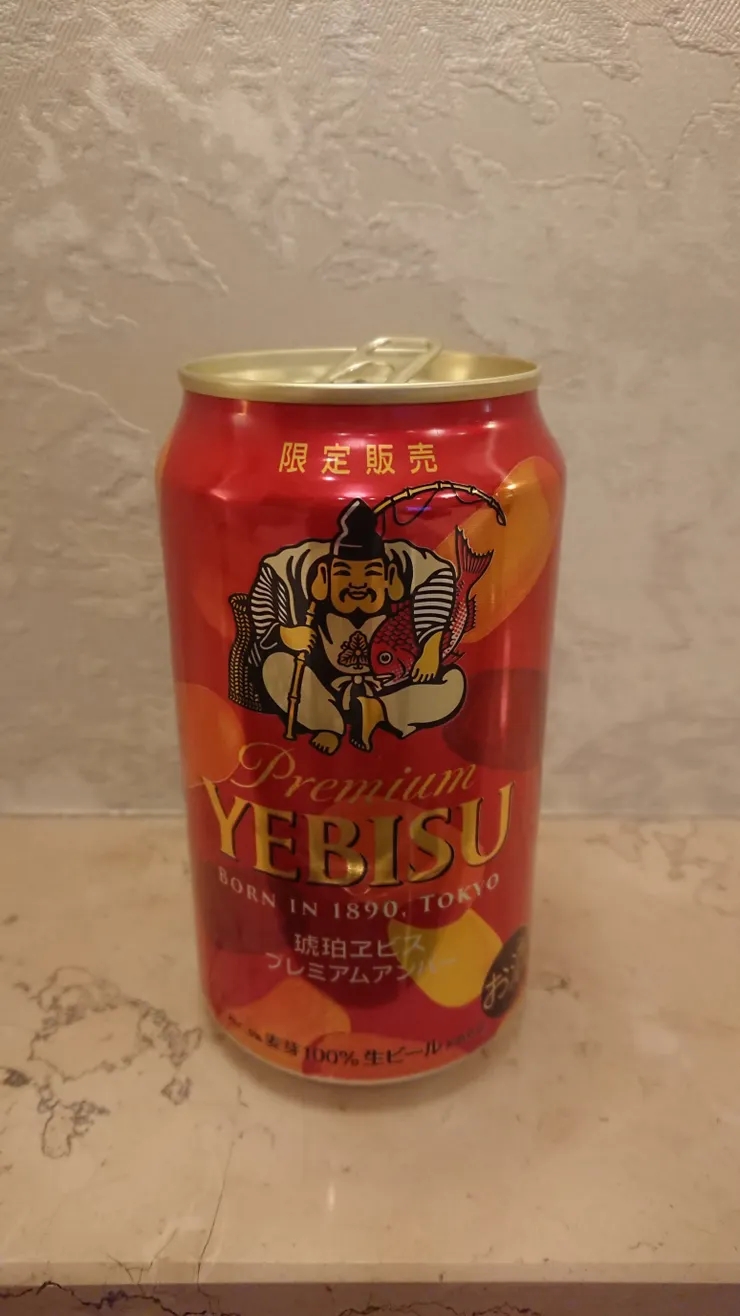 限定販売
Premium
YEBISU
BORN IN 1890, TOKYO
琥珀ヱビス
プレミアムアンバー
お
麦芽100% 生ビール